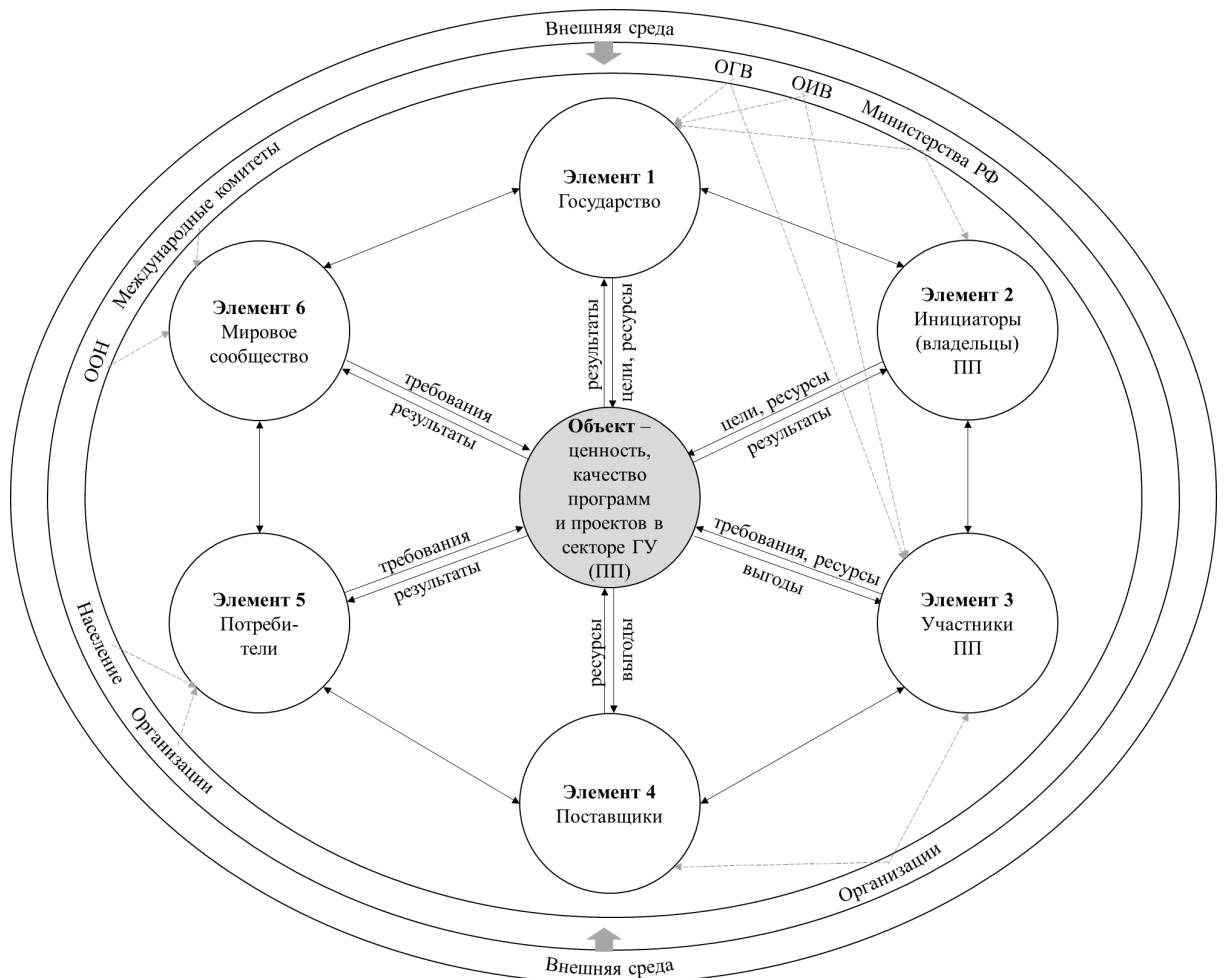 Внешняя среда
ОГВ
ОИВ
Министерства РФ
Международные комитеты
ООН
Элемент 1
Государство
Элемент 6
Мировое
сообщество
Элемент 2
Инициаторы
(владельцы)
ПП
результаты
цели, ресурсы
требования
результаты
цели, ресурсы
результаты
Объект –
ценность,
качество
программ
и проектов в
секторе ГУ
(ПП)
требования
результаты
требования, ресурсы
выгоды
Элемент 5
Потреби-
тели
Элемент 3
Участники
ПП
ресурсы
выгоды
Население
Организации
Элемент 4
Поставщики
Организации
Внешняя среда